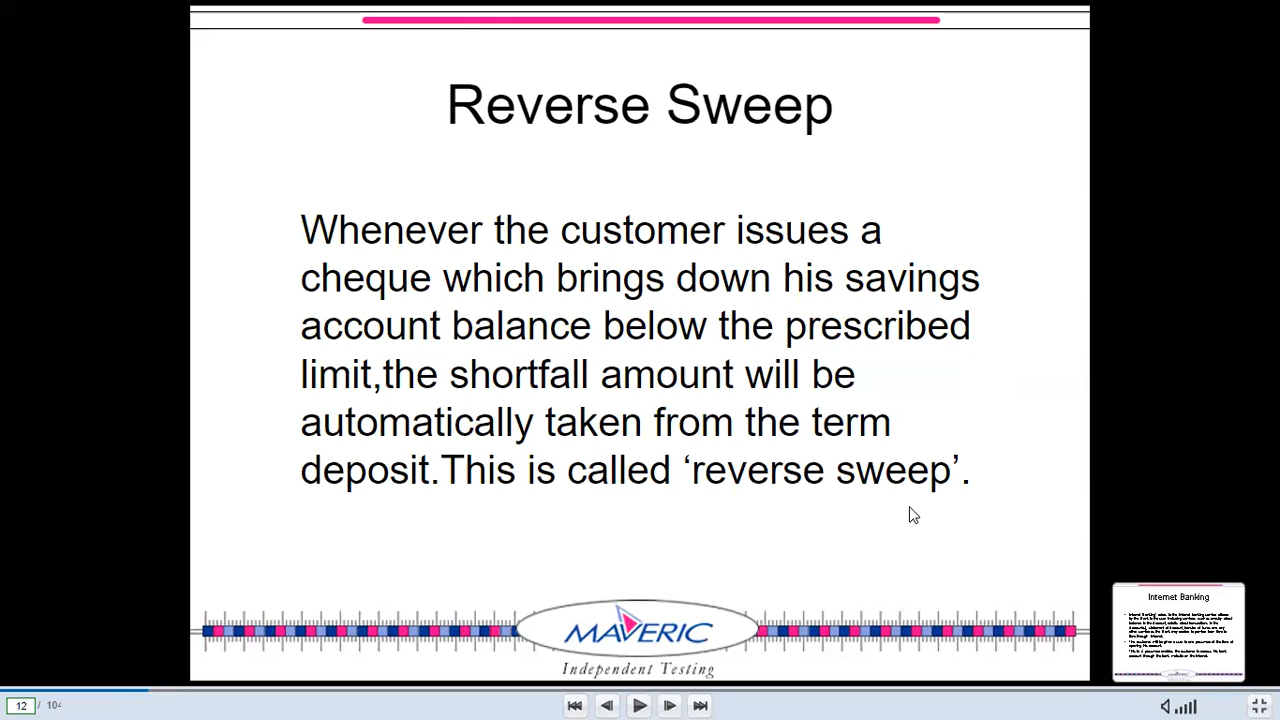 Reverse Sweep
Whenever the customer issues a
cheque which brings down his savings
account balance below the prescribed
limit,the shortfall amount will be
automatically taken from the term
deposit.This is called ‘reverse sweep’.
MAVERIC
Independent Testing
Internet Banking
12 / 104